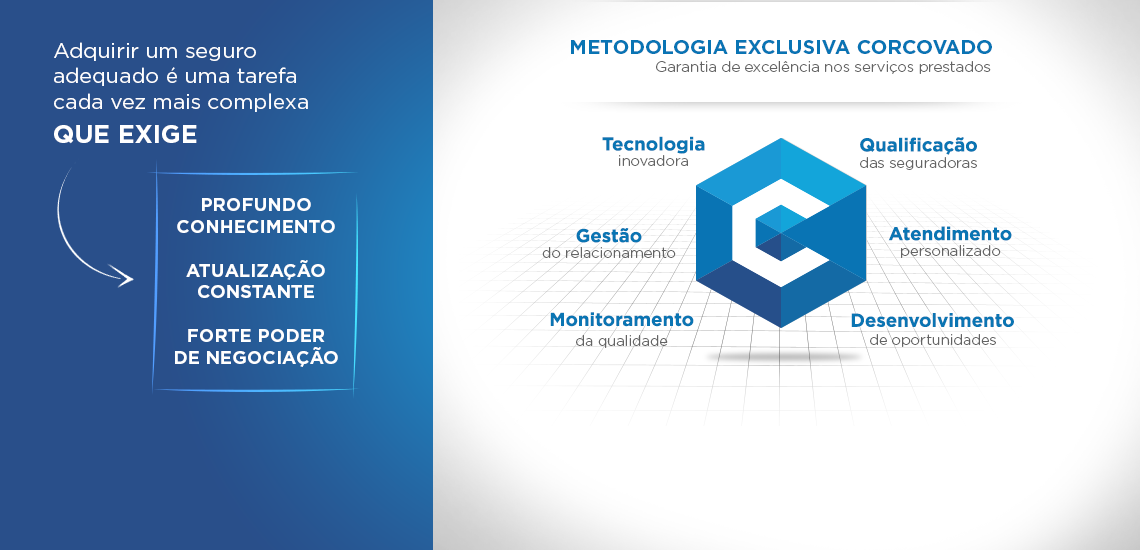 Adquirir um seguro
adequado é uma tarefa
cada vez mais complexa
QUE EXIGE
PROFUNDO
CONHECIMENTO
ATUALIZAÇÃO
CONSTANTE
FORTE PODER
DE NEGOCIAÇÃO
METODOLOGIA EXCLUSIVA CORCOVADO
Garantia de excelência nos serviços prestados
Tecnologia
inovadora
Qualificação
das seguradoras
Gestão
do relacionamento
Atendimento
personalizado
Monitoramento
da qualidade
Desenvolvimento
de oportunidades